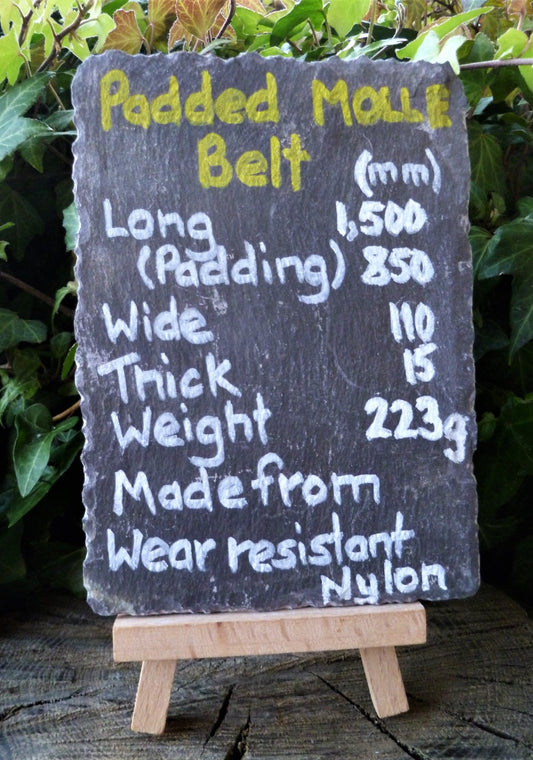 Padded MOLLE
Belt
(mm)
Long 1,500
(Padding) 850
Wide 110
Thick 15
Weight 223g
Made from
Wear resistant
Nylon